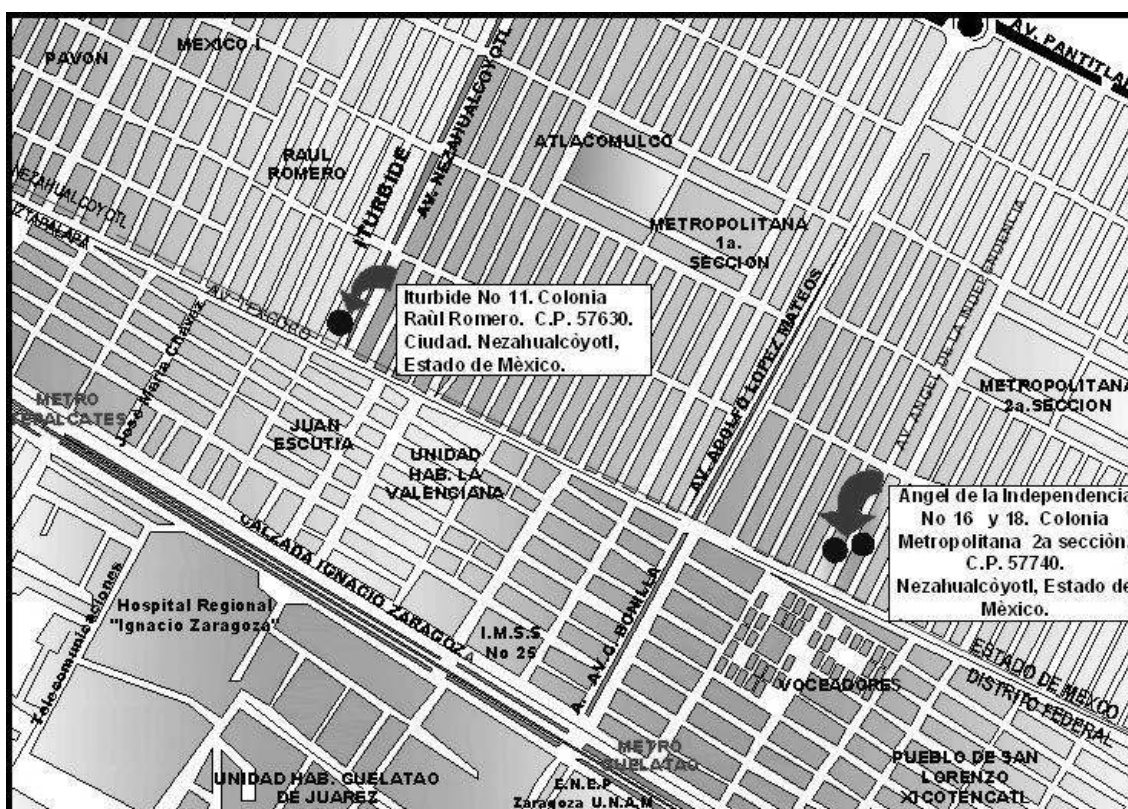 AV. PANTITLA
MEXICO I.
PAVON
AV. NEZAHUALCOYOTL
ATLACOMULCO
RAUL
ROMERO
ITURBIDE
NEZAHUALCOYOTL
IZTAPALAPA
METROPOLITANA
1a.
SECCION
AV. ANGEL DE LA INDEPENDENCIA
AV. TEXCOCO
Iturbide No 11. Colonia
Raùl Romero. C.P. 57630.
Ciudad. Nezahualcòyotl,
Estado de Mèxico.
AV. ADOLFO LOPEZ MATEOS
José Maria Chávez
METRO
TEPALCATES
METROPOLITANA
2a. SECCION
JUAN
ESCUTIA
UNIDAD
HAB. LA
VALENCIANA
Angel de la Independencia
No 16 y 18. Colonia
Metropolitana 2a secciòn,
C.P. 57740.
Nezahualcòyotl, Estado de
Mèxico.
CALZADA IGNACIO ZARAGOZA
Telecomunicaciones
Hospital Regional
"Ignacio Zaragoza"
I.M.S.S.
No 25
A. AV.C. BONILLA
VOCEADORES
ESTADO DE MEXICO
DISTRITO FEDERAL
METRO
GUELATAO
PUEBLO DE SAN
LORENZO
XICOTENCATL
UNIDAD HAB. GUELATAO
DE JUAREZ
E.N.E.P
Zaragoza U.N.A.M